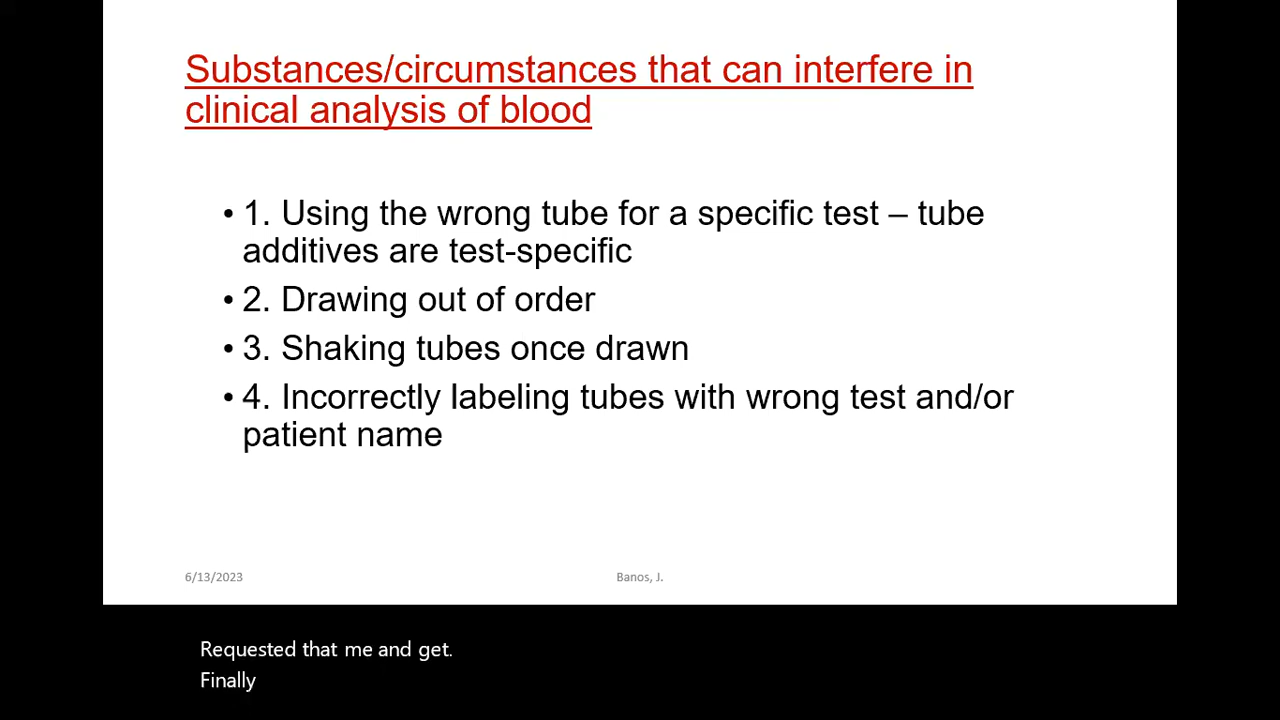 Substances/circumstances that can interfere in
clinical analysis of blood
• 1. Using the wrong tube for a specific test – tube
additives are test-specific
• 2. Drawing out of order
• 3. Shaking tubes once drawn
• 4. Incorrectly labeling tubes with wrong test and/or
patient name
6/13/2023
Banos, J.
Requested that me and get.
Finally